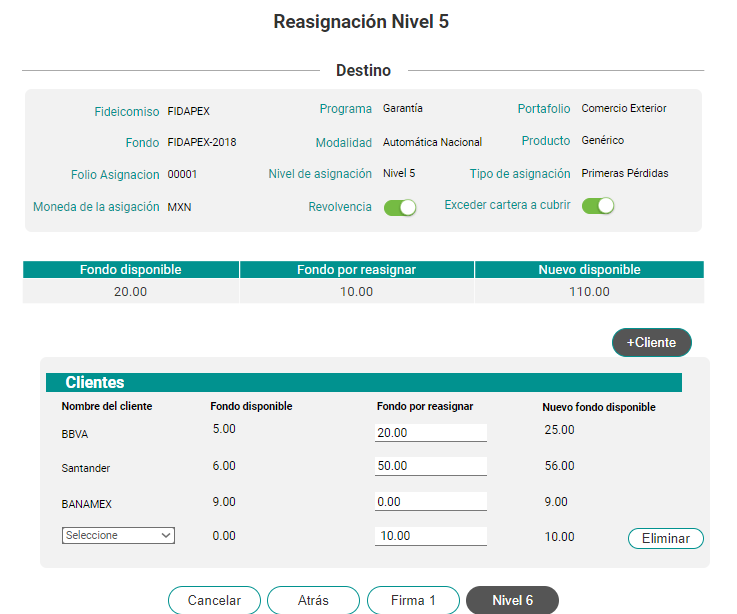 Reasignación Nivel 5
Destino
Fideicomiso FIDAPEX Programa Garantía Portafolio Comercio Exterior
Fondo FIDAPEX-2018 Modalidad Automática Nacional Producto Genérico
Folio Asignacion 00001 Nivel de asignación Nivel 5 Tipo de asignación Primeras Pérdidas
Moneda de la asigación MXN Revolvencia Exceder cartera a cubrir
Fondo disponible Fondo por reasignar Nuevo disponible
20.00 10.00 110.00
+Cliente
Clientes
Nombre del cliente Fondo disponible Fondo por reasignar Nuevo fondo disponible
BBVA 5.00 20.00 25.00
Santander 6.00 50.00 56.00
BANAMEX 9.00 0.00 9.00
Seleccione 0.00 10.00 10.00 Eliminar
Cancelar Atrás Firma 1 Nivel 6